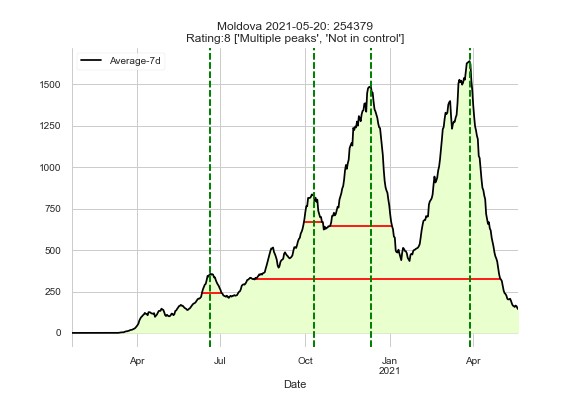 Moldova 2021-05-20: 254379
Rating:8 ['Multiple peaks', 'Not in control']
Average-7d
1500
1250
1000
750
500
250
0
Apr
Jul
Oct
Jan
2021
Apr
Date